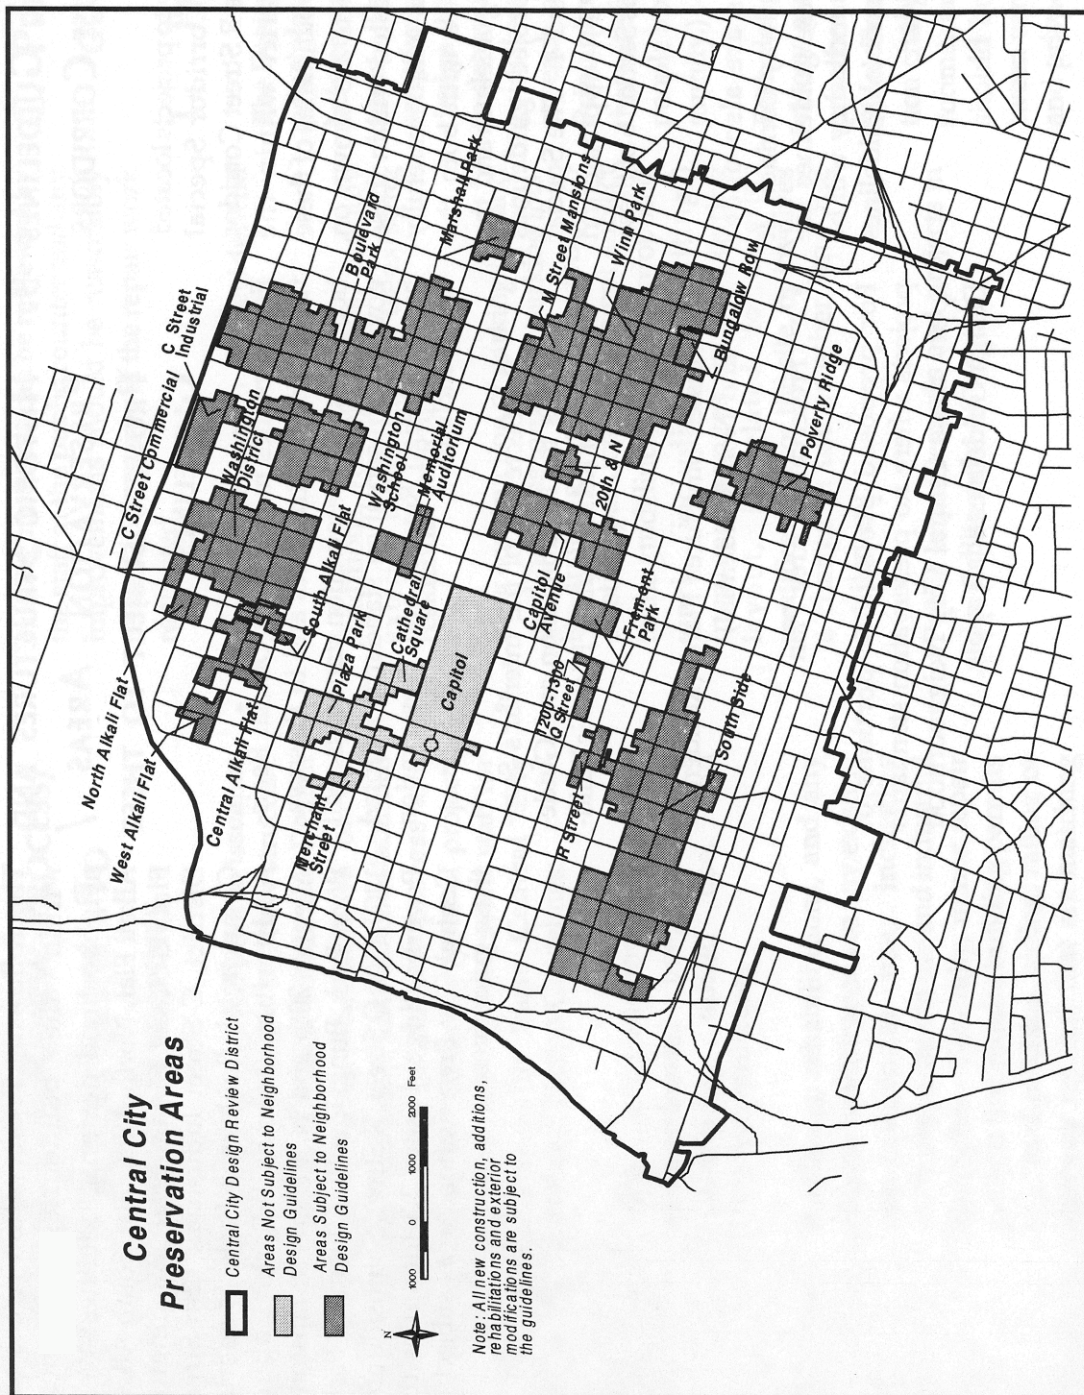 Central City
Preservation Areas
Central City Design Review District
Areas Not Subject to Neighborhood
Design Guidelines
Areas Subject to Neighborhood
Design Guidelines
N
1000 0 1000 2000 Feet
Note: All new construction, additions,
rehabilitations and exterior
modifications are subject to
the guidelines.
North Alkali Flat
West Alkali Flat
Central Alkali Flat
Merchant
Street
C Street Commercial
C Street
Industrial
Washington
District
South Alkali Flat
Plaza Park
Cathedral
Square
Capitol
Washington
School
Memorial
Auditorium
Boulevard
Park
Marshall Park
M Street Mansions
Winn Park
Bungalow Row
20th & N
Capitol
Avenue
Fremont
Park
1200-1300
Q Street
R Street
South Side
Poverty Ridge